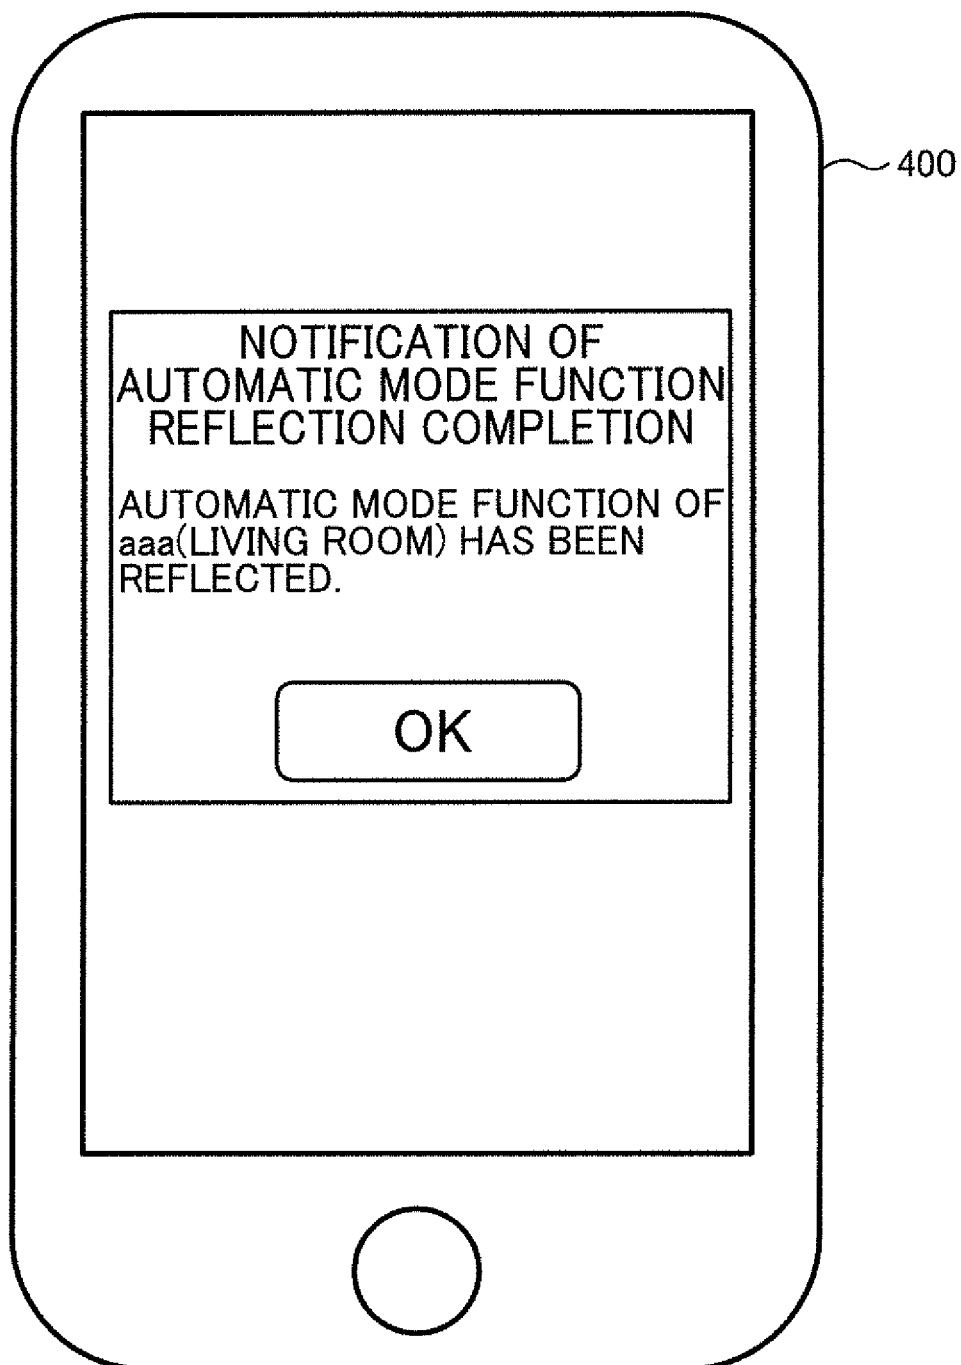 400
NOTIFICATION OF
AUTOMATIC MODE FUNCTION
REFLECTION COMPLETION
AUTOMATIC MODE FUNCTION OF
aaa(LIVING ROOM) HAS BEEN
REFLECTED.
OK